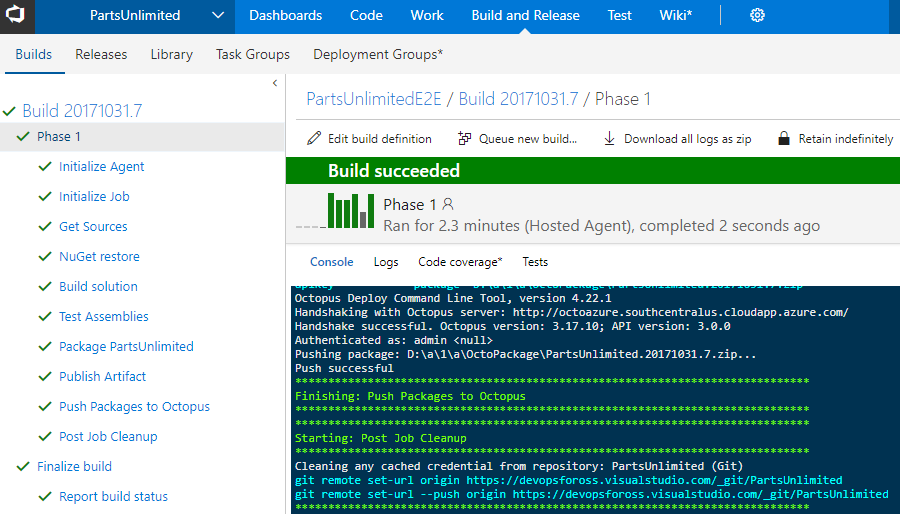 PartsUnlimited Dashboards Code Work Build and Release Test Wiki*
Builds Releases Library Task Groups Deployment Groups*
Build 20171031.7
Phase 1
Initialize Agent
Initialize Job
Get Sources
NuGet restore
Build solution
Test Assemblies
Package PartsUnlimited
Publish Artifact
Push Packages to Octopus
Post Job Cleanup
Finalize build
Report build status
PartsUnlimitedE2E / Build 20171031.7 / Phase 1
Edit build definition Queue new build... Download all logs as zip Retain indefinitely
Build succeeded
Phase 1
Ran for 2.3 minutes (Hosted Agent), completed 2 seconds ago
Console Logs Code coverage* Tests
Octopus Deploy Command Line Tool, version 4.22.1
Handshaking with Octopus server: http://octoazure.southcentralus.cloudapp.azure.com/
Handshake successful. Octopus version: 3.17.10; API version: 3.0.0
Authenticated as: admin <null>
Pushing package: D:\a\1\a\OctoPackage\PartsUnlimited.20171031.7.zip...
Push successful
******************************************************************************
Finishing: Push Packages to Octopus
******************************************************************************
******************************************************************************
Starting: Post Job Cleanup
******************************************************************************
Cleaning any cached credential from repository: PartsUnlimited (Git)
git remote set-url origin https://devopsfoross.visualstudio.com/_git/PartsUnlimited
git remote set-url --push origin https://devopsfoross.visualstudio.com/_git/PartsUnlimited
******************************************************************************